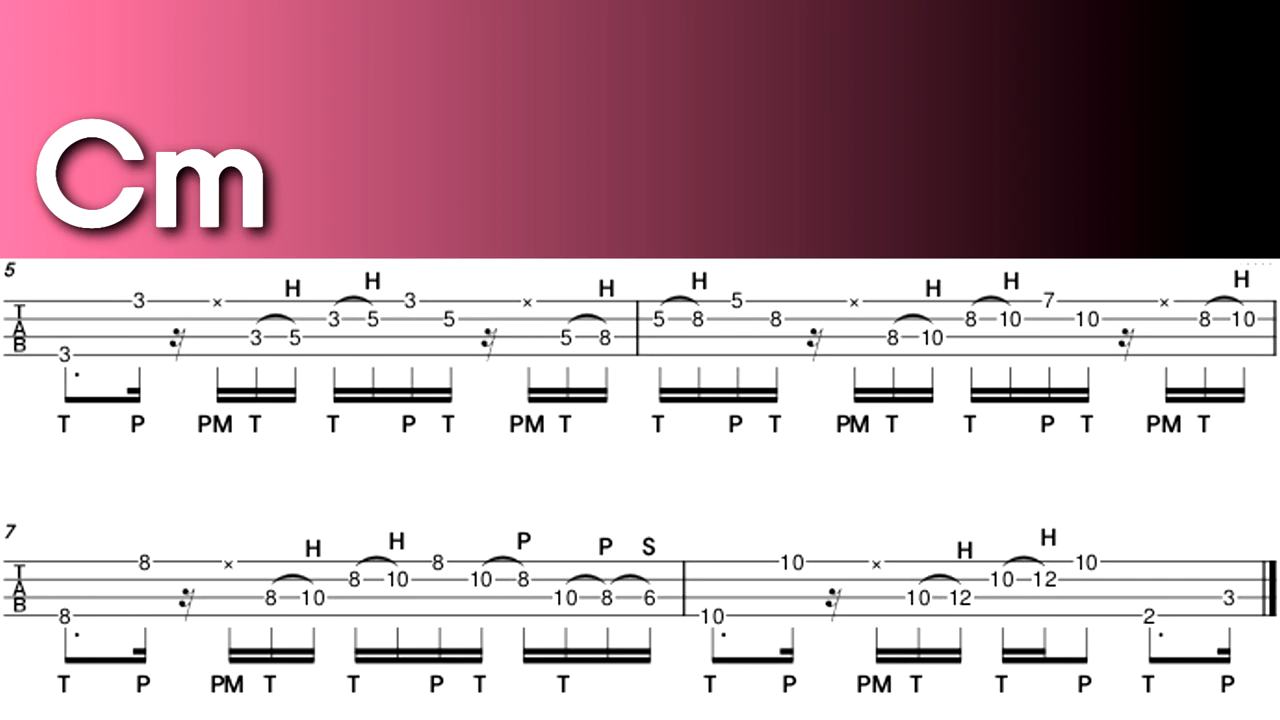 Cm
5
H H H H H H H
T A B
3 3 × 3 5 3 5 3 5 × 5 8 5 8 5 8 × 8 10 8 10 7 10 × 8 10
T P PM T T P T PM T T P T PM T T P T PM T
7
H H P P S H H
T A B
8 8 × 8 10 8 10 8 10 8 10 8 6 10 10 × 10 12 10 12 10 2 3
T P PM T T P T T T P PM T T P T P